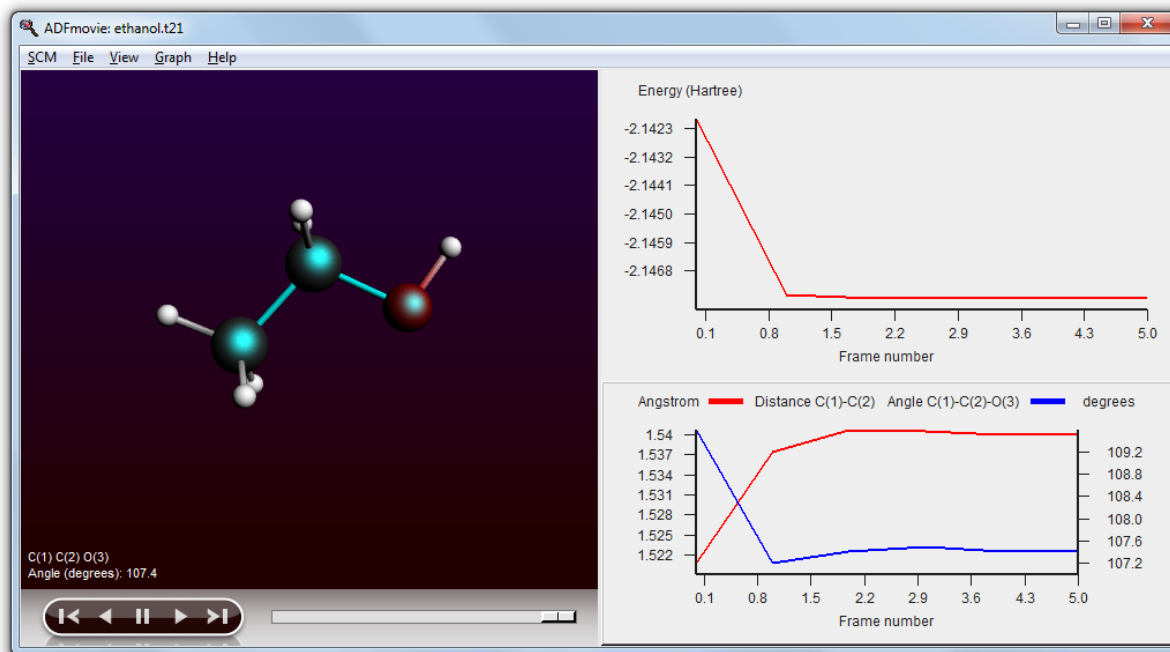 ADFmovie: ethanol.t21
SCM File View Graph Help
Energy (Hartree)
-2.1423
-2.1432
-2.1441
-2.1450
-2.1459
-2.1468
0.1 0.8 1.5 2.2 2.9 3.6 4.3 5.0
Frame number
Angstrom Distance C(1)-C(2) Angle C(1)-C(2)-O(3) degrees
1.54
1.537
1.534
1.531
1.528
1.525
1.522
109.2
108.8
108.4
108.0
107.6
107.2
0.1 0.8 1.5 2.2 2.9 3.6 4.3 5.0
Frame number
C(1) C(2) O(3)
Angle (degrees): 107.4